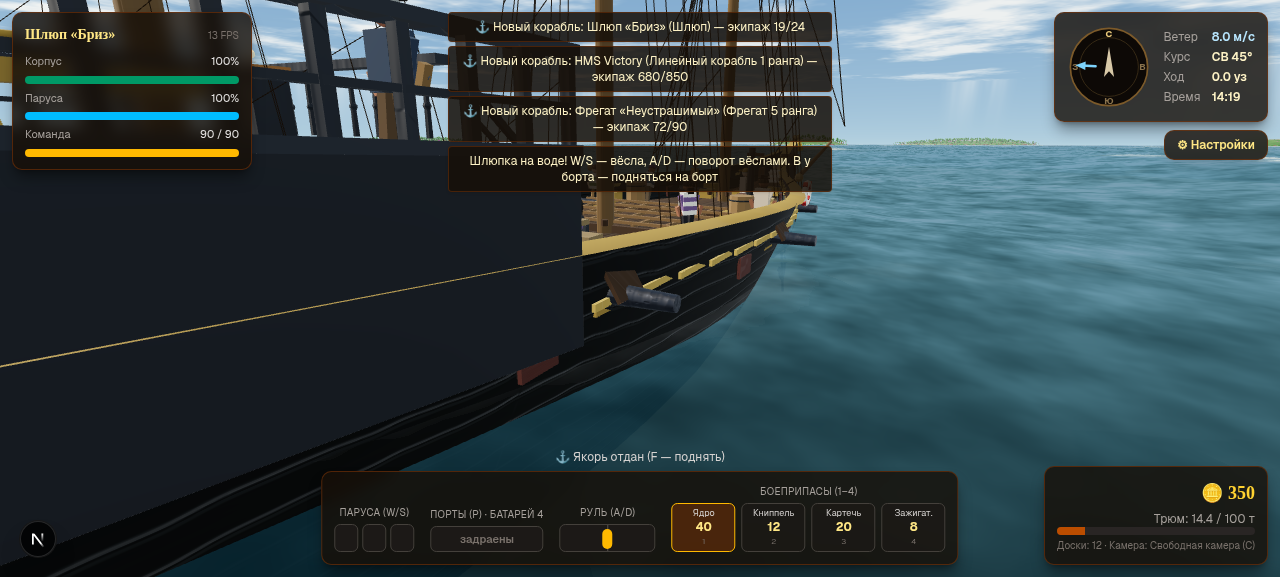 Шлюп «Бриз»
13 FPS
Корпус
100%
Паруса
100%
Команда
90 / 90
⚓ Новый корабль: Шлюп «Бриз» (Шлюп) — экипаж 19/24
⚓ Новый корабль: HMS Victory (Линейный корабль 1 ранга) —
экипаж 680/850
⚓ Новый корабль: Фрегат «Неустрашимый» (Фрегат 5 ранга)
— экипаж 72/90
Шлюпка на воде! W/S — вёсла, A/D — поворот вёслами. В у
борта — подняться на борт
С
З
В
Ю
Ветер 8.0 м/с
Курс СВ 45°
Ход 0.0 уз
Время 14:19
⚙ Настройки
⚓ Якорь отдан (F — поднять)
ПАРУСА (W/S)
ПОРТЫ (P) · БАТАРЕЙ 4
задраены
РУЛЬ (A/D)
БОЕПРИПАСЫ (1–4)
Ядро
40
1
Книппель
12
2
Картечь
20
3
Зажигат.
8
4
350
Трюм: 14.4 / 100 т
Доски: 12 · Камера: Свободная камера (C)
N